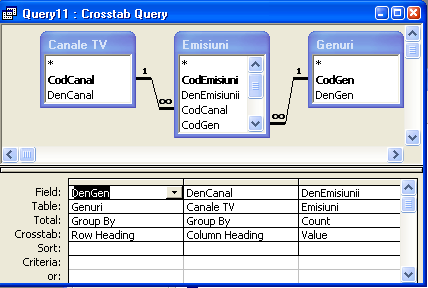 Query11 : Crosstab Query
Canale TV
*
CodCanal
DenCanal
1
∞
Emisiuni
*
CodEmisiuni
DenEmisiunii
CodCanal
CodGen
1
∞
Genuri
*
CodGen
DenGen
Field: DenGen DenCanal DenEmisiunii
Table: Genuri Canale TV Emisiuni
Total: Group By Group By Count
Crosstab: Row Heading Column Heading Value
Sort:
Criteria:
or: